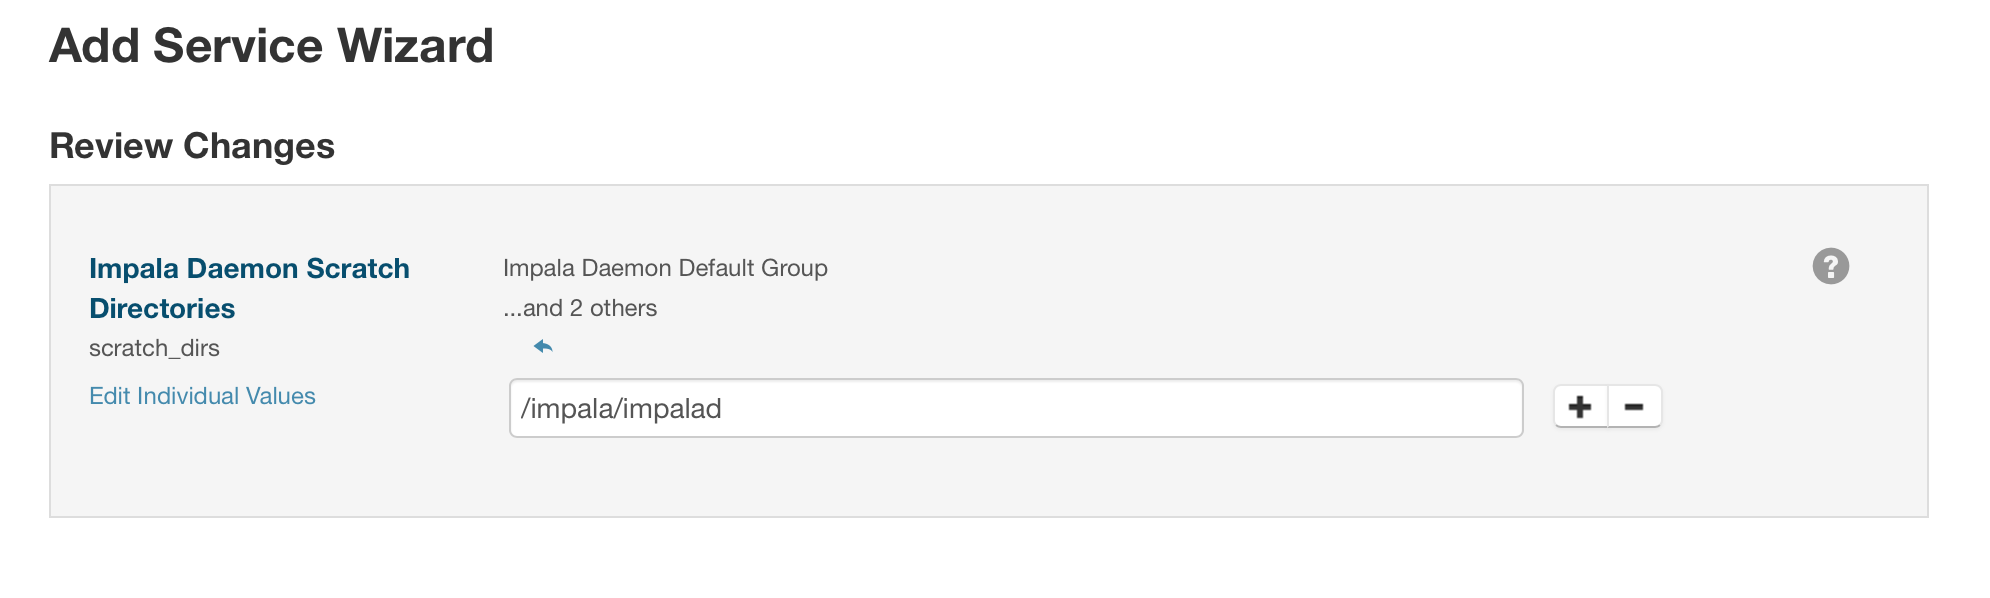 Add Service Wizard
Review Changes
Impala Daemon Scratch
Directories
scratch_dirs
Edit Individual Values
Impala Daemon Default Group
...and 2 others
/impala/impalad
?